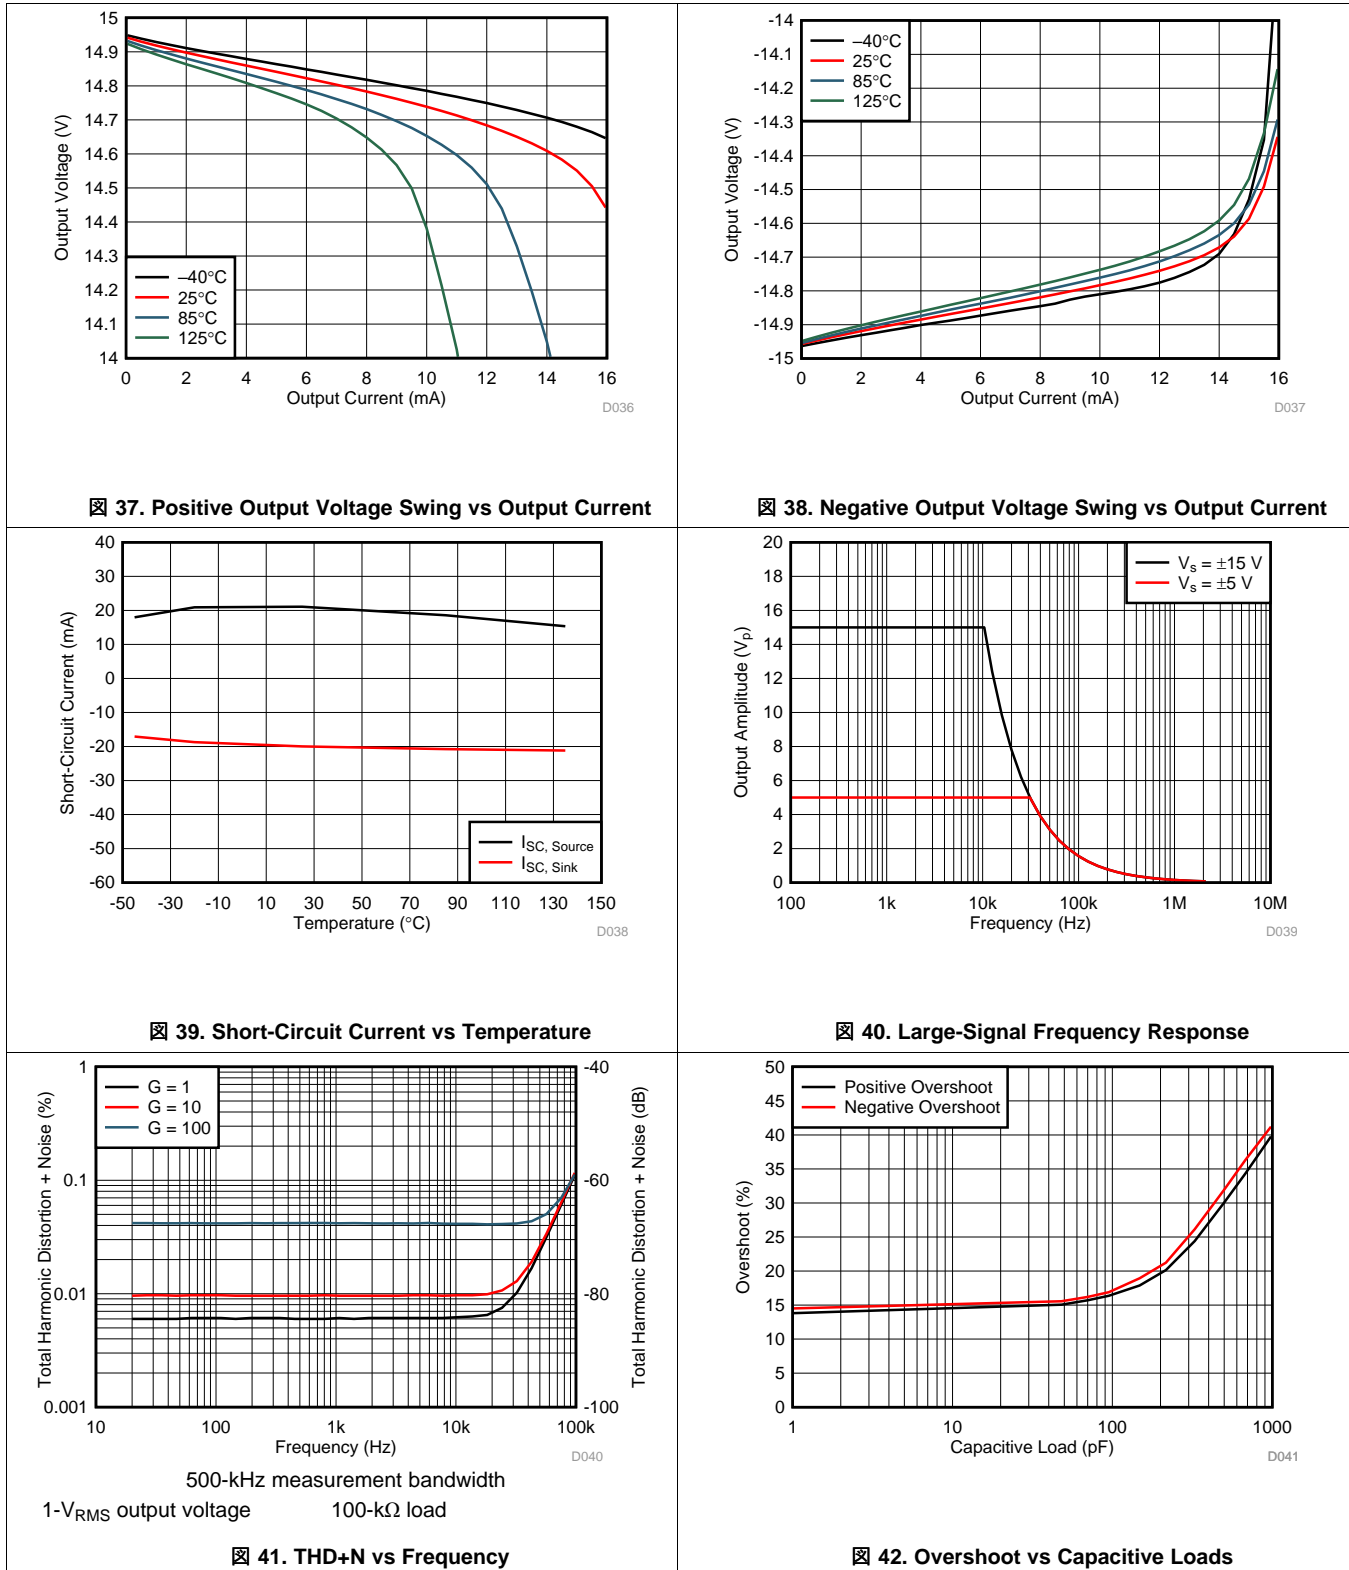 15
14.9
14.8
14.7
14.6
14.5
14.4
14.3
14.2
14.1
14
Output Voltage (V)
–40°C
25°C
85°C
125°C
0 2 4 6 8 10 12 14 16
Output Current (mA)
D036
図 37. Positive Output Voltage Swing vs Output Current
-14
-14.1
-14.2
-14.3
-14.4
-14.5
-14.6
-14.7
-14.8
-14.9
-15
Output Voltage (V)
–40°C
25°C
85°C
125°C
0 2 4 6 8 10 12 14 16
Output Current (mA)
D037
図 38. Negative Output Voltage Swing vs Output Current
40
30
20
10
0
-10
-20
-30
-40
-50
-60
Short-Circuit Current (mA)
ISC, Source
ISC, Sink
-50 -30 -10 10 30 50 70 90 110 130 150
Temperature (°C)
D038
図 39. Short-Circuit Current vs Temperature
20
18
16
14
12
10
8
6
4
2
0
Output Amplitude (Vp)
Vs = ±15 V
Vs = ±5 V
100 1k 10k 100k 1M 10M
Frequency (Hz)
D039
図 40. Large-Signal Frequency Response
1
0.1
0.01
0.001
Total Harmonic Distortion + Noise (%)
G = 1
G = 10
G = 100
-40
-60
-80
-100
Total Harmonic Distortion + Noise (dB)
10 100 1k 10k 100k
Frequency (Hz)
D040
500-kHz measurement bandwidth
1-VRMS output voltage 100-kΩ load
図 41. THD+N vs Frequency
50
45
40
35
30
25
20
15
10
5
0
Overshoot (%)
Positive Overshoot
Negative Overshoot
1 10 100 1000
Capacitive Load (pF)
D041
図 42. Overshoot vs Capacitive Loads